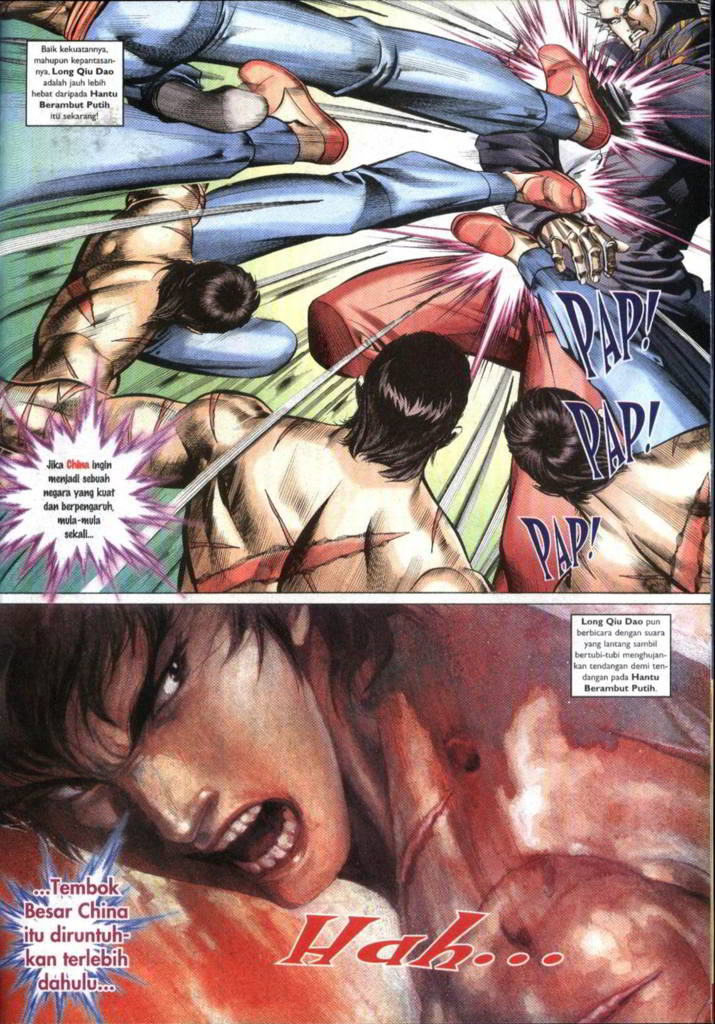 Baik kekuatannya,
mahupun kepantasan-
nya, Long Qiu Dao
adalah jauh lebih
hebat daripada Hantu
Berambut Putih
itu sekarang!
PAP!
PAP!
PAP!
Jika China ingin
menjadi sebuah
negara yang kuat
dan berpengaruh,
mula-mula
sekali...
Long Qiu Dao pun
berbicara dengan suara
yang lantang sambil
bertubi-tubi menghujan-
kan tendangan demi ten-
dangan pada Hantu
Berambut Putih.
...Tembok
Besar China
itu diruntuh-
kan terlebih
dahulu...
Hah...